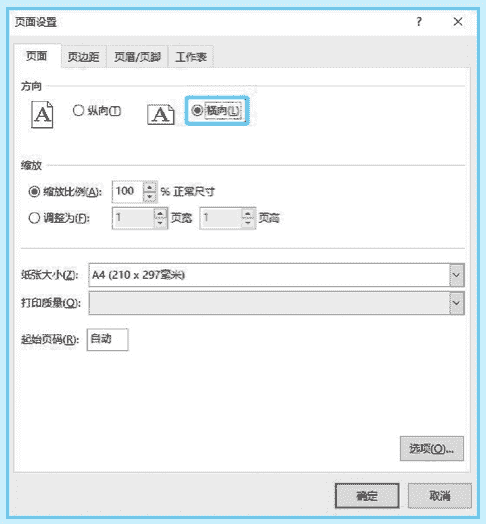 页面设置 ? ×
页面 页边距 页眉/页脚 工作表
方向
A 纵向(T) A 横向(L)
缩放
缩放比例(A): 100 % 正常尺寸
调整为(F): 1 页宽 1 页高
纸张大小(Z): A4 (210 x 297毫米)
打印质量(Q):
起始页码(R): 自动
选项(O)...
确定 取消